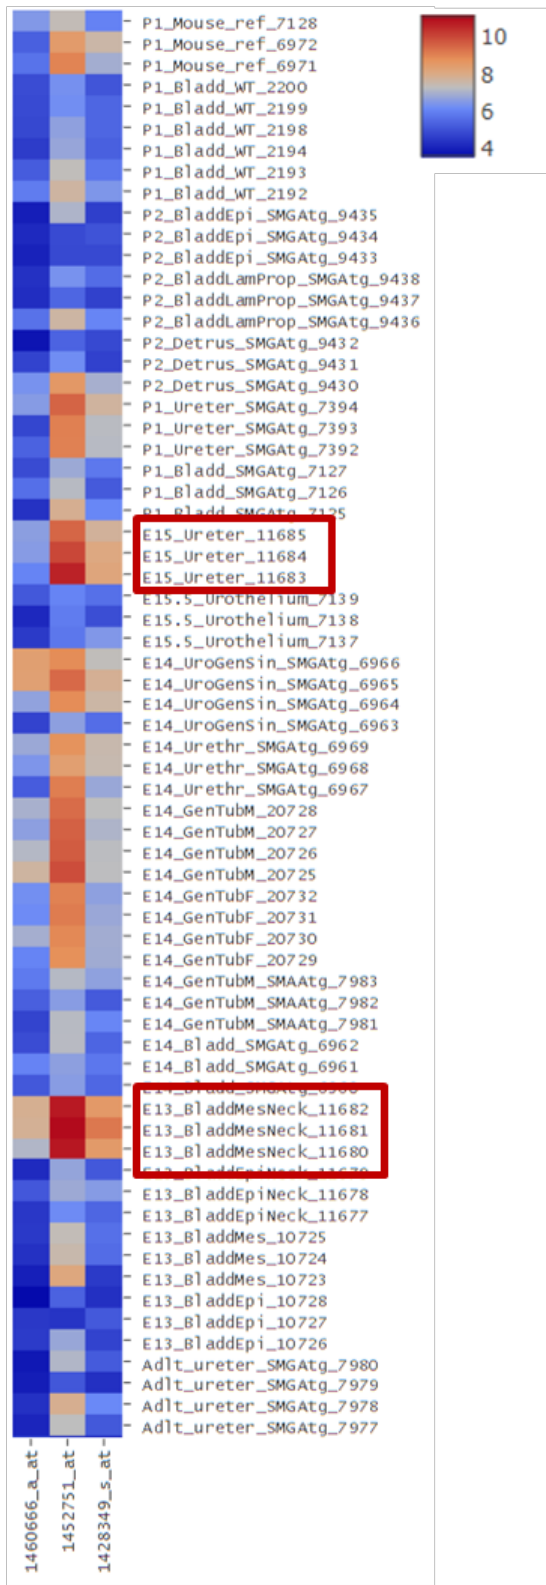 P1_Mouse_ref_7128
P1_Mouse_ref_6972
P1_Mouse_ref_6971
P1_Bladd_WT_2200
P1_Bladd_WT_2199
P1_Bladd_WT_2198
P1_Bladd_WT_2194
P1_Bladd_WT_2193
P1_Bladd_WT_2192
P2_BladdEpi_SMGAtg_9435
P2_BladdEpi_SMGAtg_9434
P2_BladdEpi_SMGAtg_9433
P2_BladdLamProp_SMGAtg_9438
P2_BladdLamProp_SMGAtg_9437
P2_BladdLamProp_SMGAtg_9436
P2_Detrus_SMGAtg_9432
P2_Detrus_SMGAtg_9431
P2_Detrus_SMGAtg_9430
P1_Ureter_SMGAtg_7394
P1_Ureter_SMGAtg_7393
P1_Ureter_SMGAtg_7392
P1_Bladd_SMGAtg_7127
P1_Bladd_SMGAtg_7126
P1_Bladd_SMGAtg_7125
E15_Ureter_11685
E15_Ureter_11684
E15_Ureter_11683
E15.5_Urothelium_7139
E15.5_Urothelium_7138
E15.5_Urothelium_7137
E14_UroGenSin_SMGAtg_6966
E14_UroGenSin_SMGAtg_6965
E14_UroGenSin_SMGAtg_6964
E14_UroGenSin_SMGAtg_6963
E14_Urethr_SMGAtg_6969
E14_Urethr_SMGAtg_6968
E14_Urethr_SMGAtg_6967
E14_GenTubM_20728
E14_GenTubM_20727
E14_GenTubM_20726
E14_GenTubM_20725
E14_GenTubF_20732
E14_GenTubF_20731
E14_GenTubF_20730
E14_GenTubF_20729
E14_GenTubM_SMAAtg_7983
E14_GenTubM_SMAAtg_7982
E14_GenTubM_SMAAtg_7981
E14_Bladd_SMGAtg_6962
E14_Bladd_SMGAtg_6961
E14_Bladd_SMGAtg_6960
E13_BladdMesNeck_11682
E13_BladdMesNeck_11681
E13_BladdMesNeck_11680
E13_BladdEpiNeck_11679
E13_BladdEpiNeck_11678
E13_BladdEpiNeck_11677
E13_BladdMes_10725
E13_BladdMes_10724
E13_BladdMes_10723
E13_BladdEpi_10728
E13_BladdEpi_10727
E13_BladdEpi_10726
Adlt_ureter_SMGAtg_7980
Adlt_ureter_SMGAtg_7979
Adlt_ureter_SMGAtg_7978
Adlt_ureter_SMGAtg_7977
1460666_a_at
1452751_at
1428349_s_at
10
8
6
4